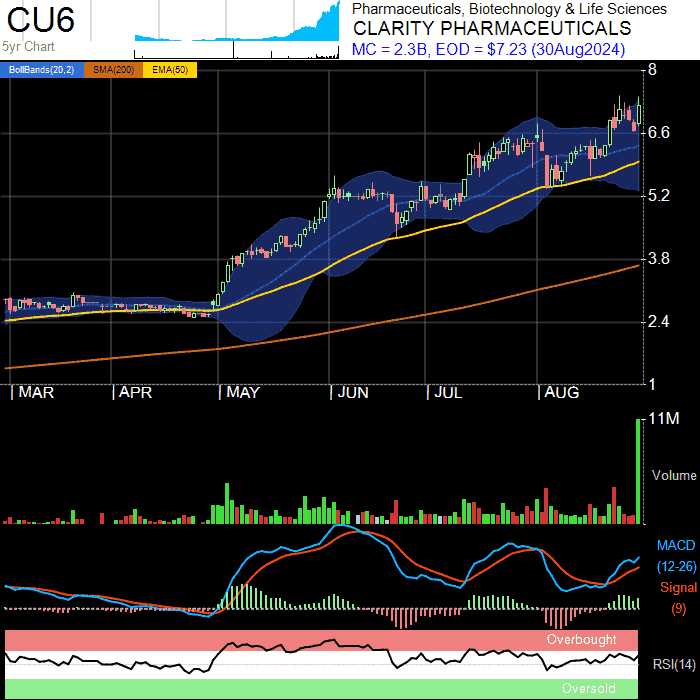 CU6
5yr Chart
Pharmaceuticals, Biotechnology & Life Sciences
CLARITY PHARMACEUTICALS
MC = 2.3B, EOD = $7.23 (30Aug2024)
BollBands(20,2) SMA(200) EMA(50)
8
6.6
5.2
3.8
2.4
1
MAR APR MAY JUN JUL AUG
11M
Volume
MACD
(12-26)
Signal
(9)
Overbought
RSI(14)
Oversold